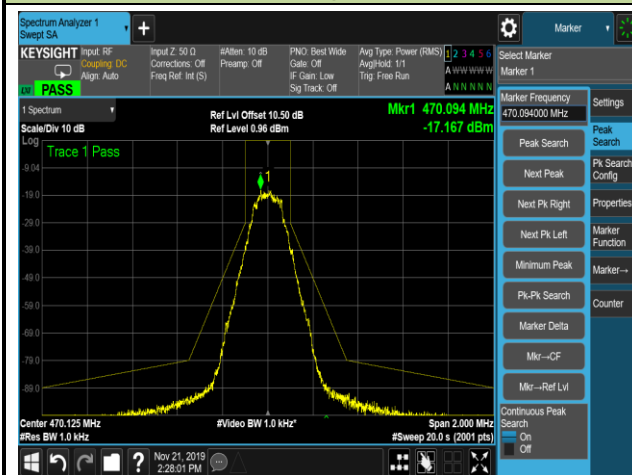 Spectrum Analyzer 1
Swept SA
Marker
KEYSIGHT
Input: RF
Coupling: DC
Align: Auto
Input Z: 50 Ω
Corrections: Off
Freq Ref: Int (S)
#Atten: 10 dB
Preamp: Off
PNO: Best Wide
Gate: Off
IF Gain: Low
Sig Track: Off
Avg Type: Power (RMS)
Avg|Hold: 1/1
Trig: Free Run
1 2 3 4 5 6
A W W W W W
A N N N N N
LXI PASS
Select Marker
Marker 1
1 Spectrum
Scale/Div 10 dB
Log
Ref Lvl Offset 10.50 dB
Ref Level 0.96 dBm
Mkr1 470.094 MHz
-17.167 dBm
Trace 1 Pass
1
-9.04
-19.0
-29.0
-39.0
-49.0
-59.0
-69.0
-79.0
-89.0
Center 470.125 MHz
#Res BW 1.0 kHz
#Video BW 1.0 kHz*
Span 2.000 MHz
#Sweep 20.0 s (2001 pts)
Marker Frequency
470.094000 MHz
Peak Search
Next Peak
Next Pk Right
Next Pk Left
Minimum Peak
Pk-Pk Search
Marker Delta
Mkr→CF
Mkr→Ref Lvl
Continuous Peak
Search
On
Off
Settings
Peak
Search
Pk Search
Config
Properties
Marker
Function
Marker→
Counter
Nov 21, 2019
2:28:01 PM